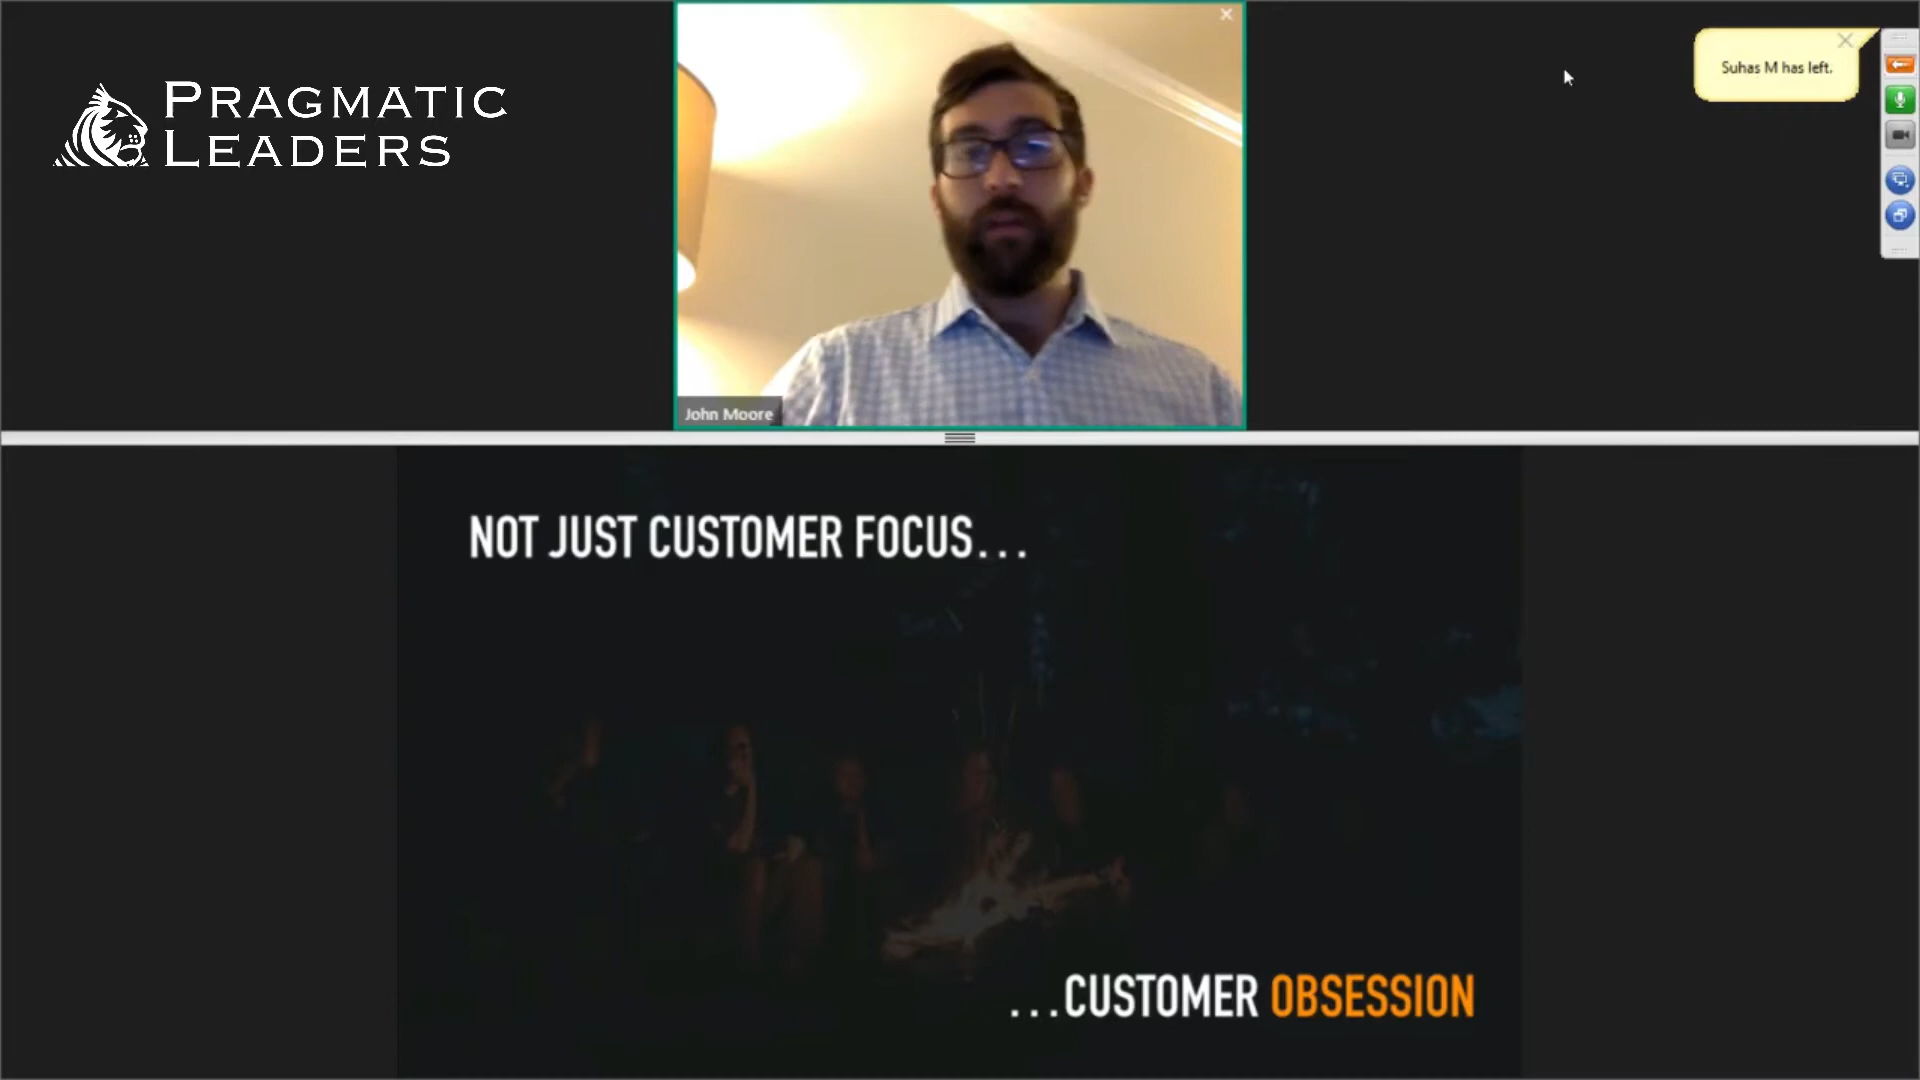 PRAGMATIC
LEADERS
Suhas M has left.
John Moore
NOT JUST CUSTOMER FOCUS...
...CUSTOMER OBSESSION